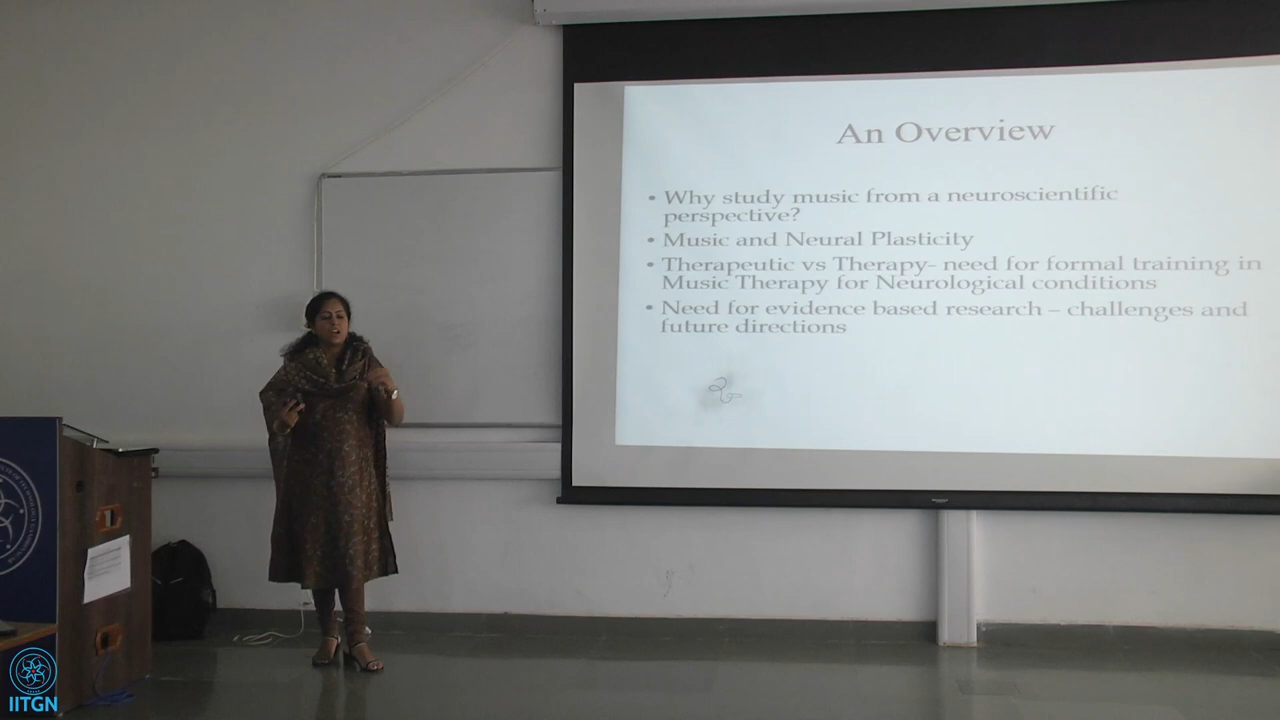 An Overview
• Why study music from a neuroscientific
perspective?
• Music and Neural Plasticity
• Therapeutic vs Therapy- need for formal training in
Music Therapy for Neurological conditions
• Need for evidence based research – challenges and
future directions
IITGN